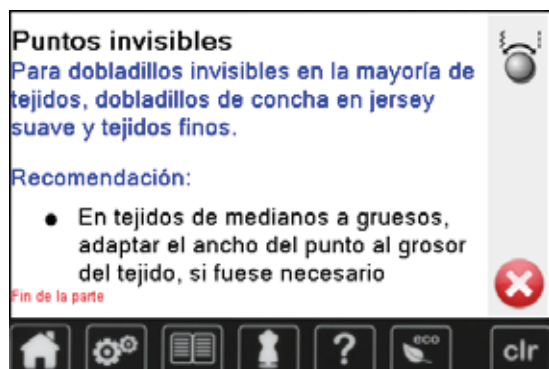 Puntos invisibles
Para dobladillos invisibles en la mayoría de
tejidos, dobladillos de concha en jersey
suave y tejidos finos.
Recomendación:
● En tejidos de medianos a gruesos,
adaptar el ancho del punto al grosor
del tejido, si fuese necesario
Fin de la parte
? eco clr